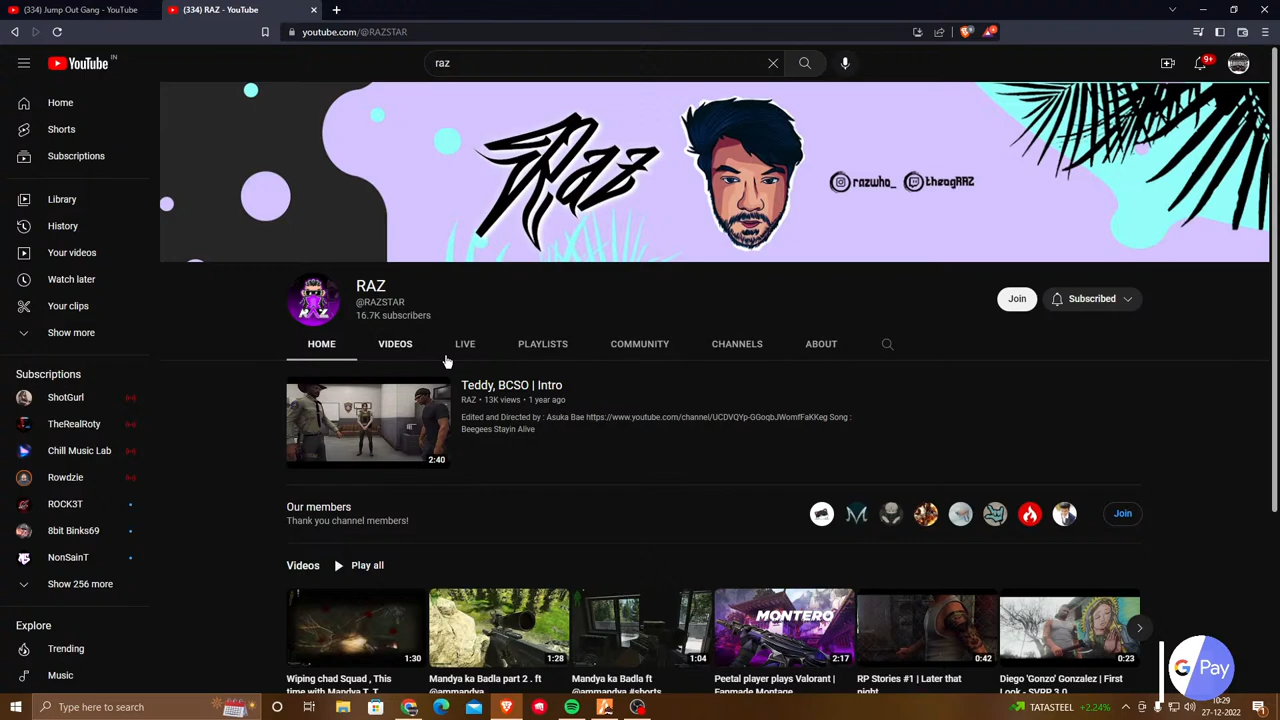 (334) Jump Out Gang - YouTube
(334) RAZ - YouTube
youtube.com/@RAZSTAR
YouTube IN
raz
9+
Home
Shorts
Subscriptions
Library
History
Your videos
Watch later
Your clips
Show more
Subscriptions
ShotGurl
TheRealRoty
Chill Music Lab
Rowdzie
ROCK3T
8bit Binks69
NonSainT
Show 256 more
Explore
Trending
Music
Raz
razwho_
theogRAZ
RAZ
RAZ
@RAZSTAR
16.7K subscribers
Join
Subscribed
HOME
VIDEOS
LIVE
PLAYLISTS
COMMUNITY
CHANNELS
ABOUT
2:40
Teddy, BCSO | Intro
RAZ • 13K views • 1 year ago
Edited and Directed by : Asuka Bae https://www.youtube.com/channel/UCDVQYp-GGoqbJWomfFaKKeg Song :
Beegees Stayin Alive
Our members
Thank you channel members!
Join
Videos
Play all
1:30
Wiping chad Squad , This
time with Mandya T. T.
1:28
Mandya ka Badla part 2 . ft
@ammandya
1:04
Mandya ka Badla ft
@ammandya #shorts
MONTERO
2:17
Peetal player plays Valorant |
Fanmade Montage
0:42
RP Stories #1 | Later that
night
0:23
Diego 'Gonzo' Gonzalez | First
Look - SVRP 3.0
G Pay
Type here to search
TATASTEEL +2.24%
10:29
27-12-2022